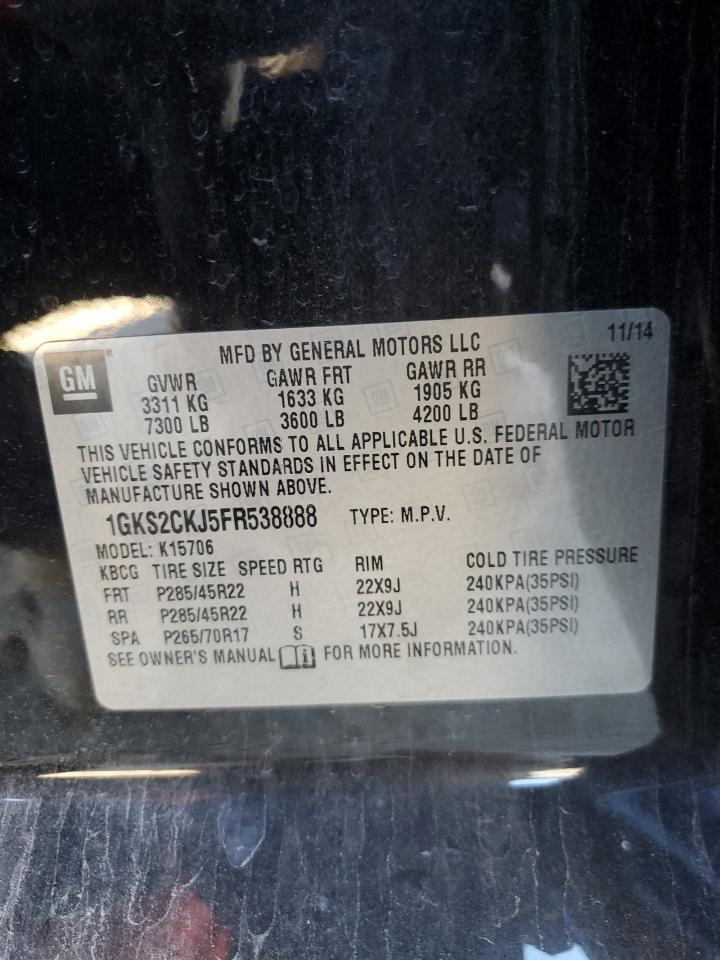 11/14
GM
MFD BY GENERAL MOTORS LLC
GVWR GAWR FRT GAWR RR
3311 KG 1633 KG 1905 KG
7300 LB 3600 LB 4200 LB
THIS VEHICLE CONFORMS TO ALL APPLICABLE U.S. FEDERAL MOTOR
VEHICLE SAFETY STANDARDS IN EFFECT ON THE DATE OF
MANUFACTURE SHOWN ABOVE.
1GKS2CKJ5FR538888 TYPE: M.P.V.
MODEL: K15706
KBCG TIRE SIZE SPEED RTG RIM COLD TIRE PRESSURE
FRT P285/45R22 H 22X9J 240KPA(35PSI)
RR P285/45R22 H 22X9J 240KPA(35PSI)
SPA P265/70R17 S 17X7.5J 240KPA(35PSI)
SEE OWNER'S MANUAL FOR MORE INFORMATION.